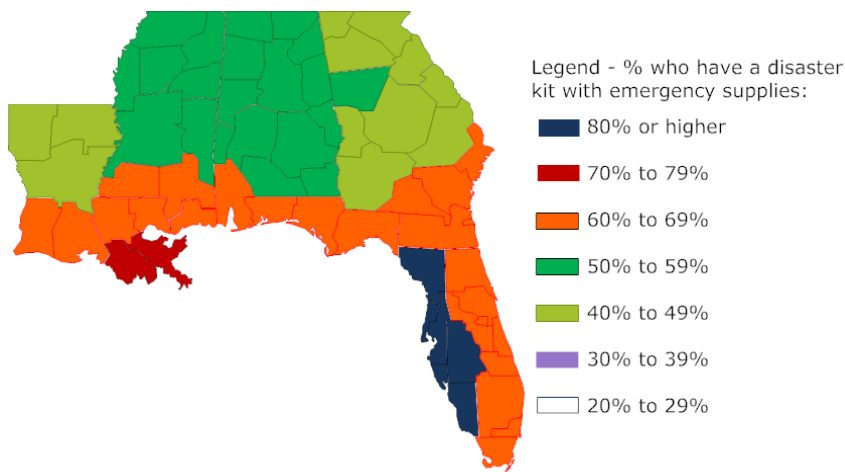 Legend - % who have a disaster
kit with emergency supplies:
80% or higher
70% to 79%
60% to 69%
50% to 59%
40% to 49%
30% to 39%
20% to 29%